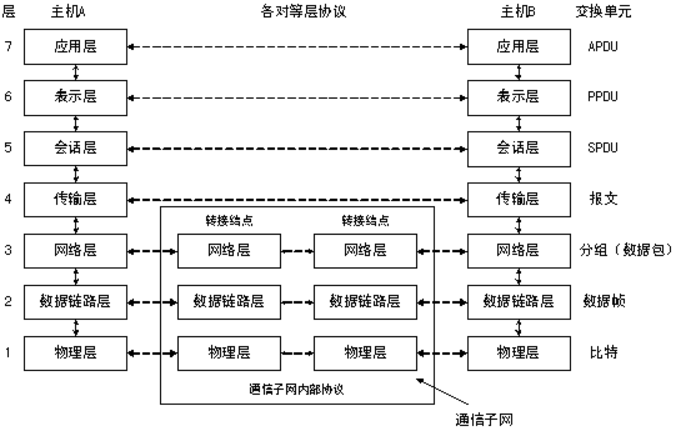 层 主机A 各对等层协议 主机B 变换单元
7 应用层 应用层 APDU
6 表示层 表示层 PPDU
5 会话层 会话层 SPDU
4 传输层 传输层 报文
转接结点 转接结点
3 网络层 网络层 网络层 网络层 分组（数据包）
2 数据链路层 数据链路层 数据链路层 数据链路层 数据帧
1 物理层 物理层 物理层 物理层 比特
通信子网内部协议
通信子网